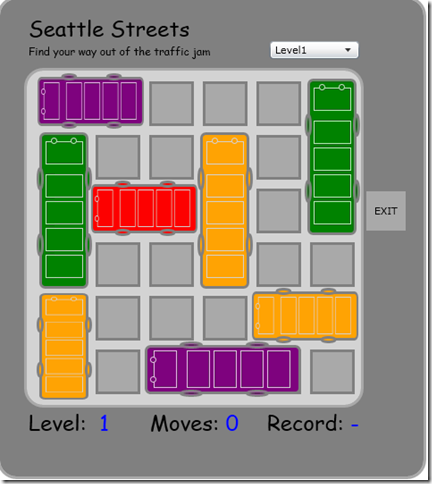 Seattle Streets
Find your way out of the traffic jam
Level1
EXIT
Level: 1 Moves: 0 Record: -